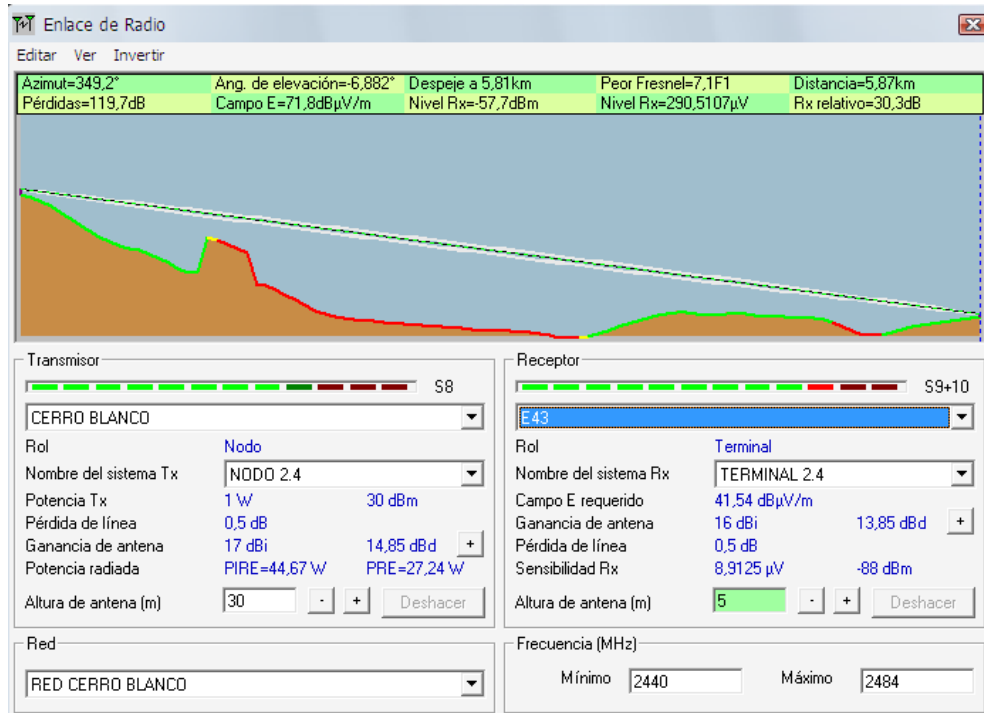 Enlace de Radio
Editar Ver Invertir
Azimut=349,2° Ang. de elevación=-6,882° Despeje a 5,81km Peor Fresnel=7,1F1 Distancia=5,87km
Pérdidas=119,7dB Campo E=71,8dBµV/m Nivel Rx=-57,7dBm Nivel Rx=290,5107µV Rx relativo=30,3dB
Transmisor
S8
CERRO BLANCO
Rol Nodo
Nombre del sistema Tx NODO 2.4
Potencia Tx 1 W 30 dBm
Pérdida de línea 0,5 dB
Ganancia de antena 17 dBi 14,85 dBd +
Potencia radiada PIRE=44,67 W PRE=27,24 W
Altura de antena (m) 30 - + Deshacer
Red
RED CERRO BLANCO
Receptor
S9+10
E43
Rol Terminal
Nombre del sistema Rx TERMINAL 2.4
Campo E requerido 41,54 dBµV/m
Ganancia de antena 16 dBi 13,85 dBd +
Pérdida de línea 0,5 dB
Sensibilidad Rx 8,9125 µV -88 dBm
Altura de antena (m) 5 - + Deshacer
Frecuencia (MHz)
Mínimo 2440 Máximo 2484